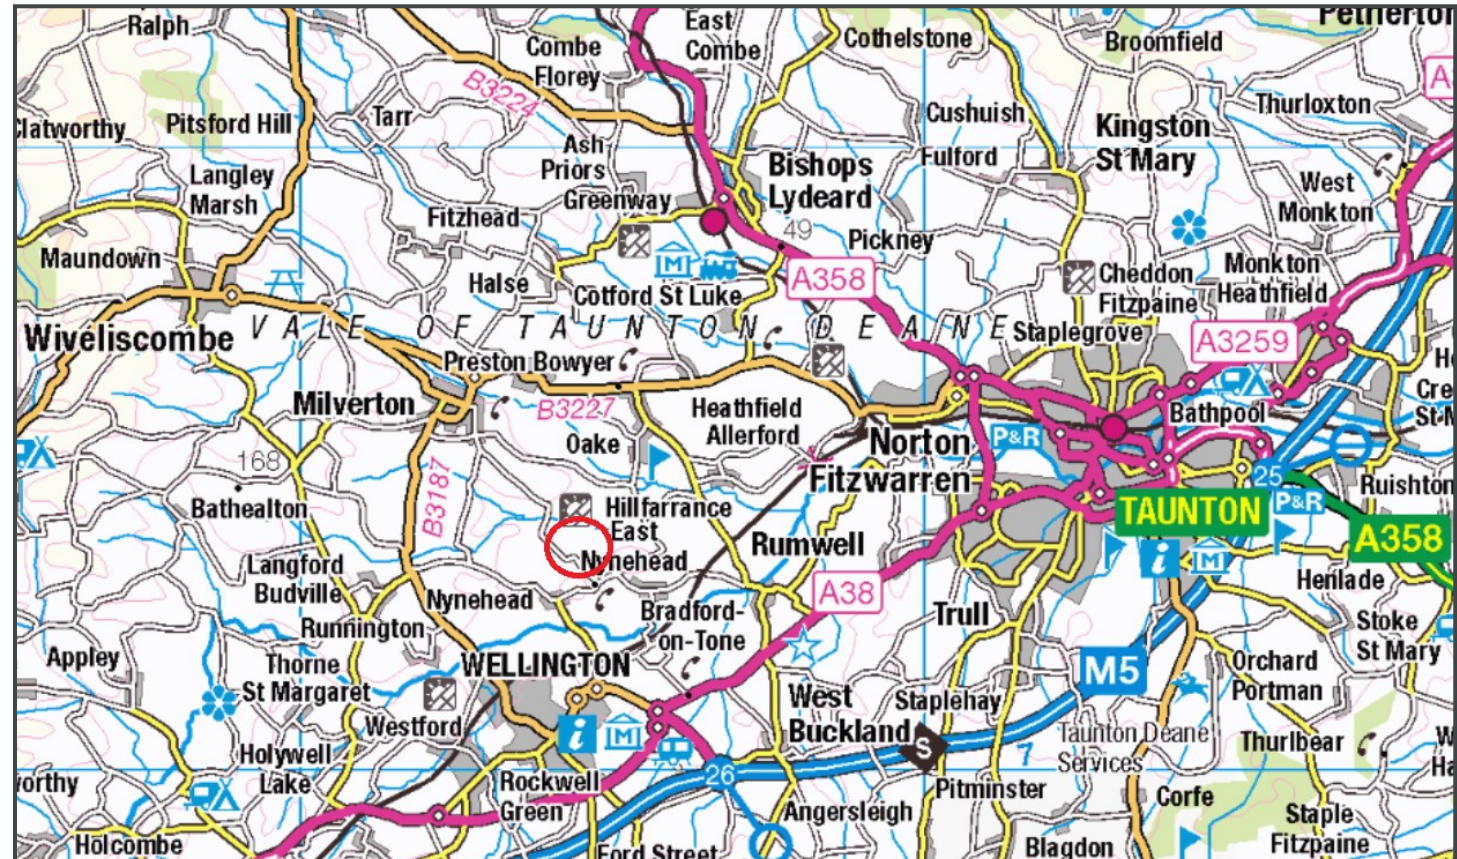 Ralph
Combe
Florey
East
Combe
Cothelstone
Broomfield
Petherton
B3224
Clatworthy
Pitsford Hill
Tarr
Cushuish
Thurloxton
Kingston
St Mary
Ash
Priors
Greenway
Bishops
Lydeard
Fulford
Langley
Marsh
West
Monkton
Fitzhead
49
Pickney
Maundown
Halse
Cotford St Luke
M
A358
Cheddon
Fitzpaine
Monkton
Heathfield
Wiveliscombe
VALE OF TAUNTON DEANE
Staplegrove
A3259
Preston Bowyer
Milverton
B3227
Heathfield
Allerford
Bathpool
Oake
Norton
Fitzwarren
P&R
168
Bathealton
B3187
25
P&R
Ruishton
Hillfarrance
East
Nynehead
Rumwell
TAUNTON
A358
i
M
Langford
Budville
Nynehead
A38
Henlade
Runnington
Bradford-
on-Tone
Trull
Stoke
St Mary
Appley
Thorne
St Margaret
WELLINGTON
M5
Orchard
Portman
Westford
West
Buckland
Staplehay
S
7
Taunton Deane
Services
Thurlbear
i
M
Holywell
Lake
26
Rockwell
Green
Angersleigh
Pitminster
Corfe
Staple
Fitzpaine
Holcombe
Ford Street
Blagdon